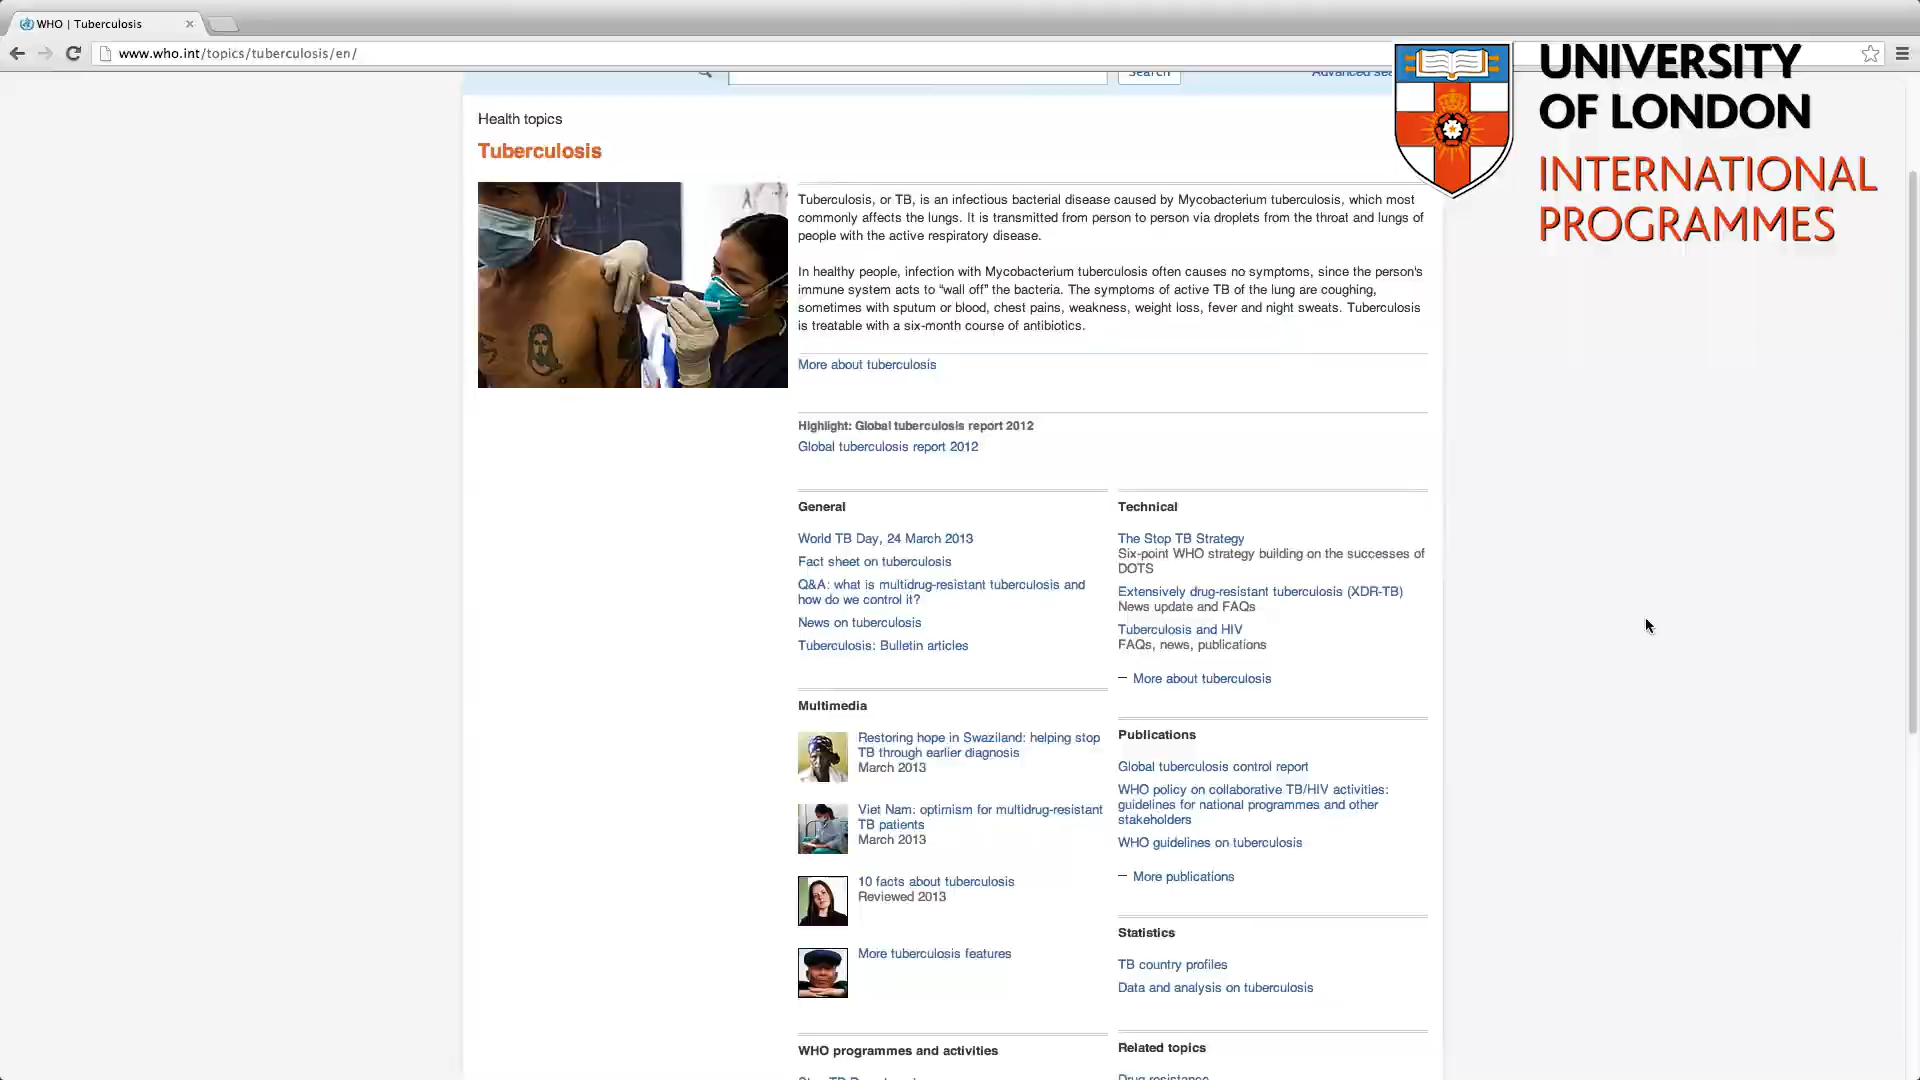 WHO | Tuberculosis
www.who.int/topics/tuberculosis/en/
Search
UNIVERSITY
OF LONDON
INTERNATIONAL
PROGRAMMES
Health topics
Tuberculosis
Tuberculosis, or TB, is an infectious bacterial disease caused by Mycobacterium tuberculosis, which most
commonly affects the lungs. It is transmitted from person to person via droplets from the throat and lungs of
people with the active respiratory disease.
In healthy people, infection with Mycobacterium tuberculosis often causes no symptoms, since the person's
immune system acts to “wall off” the bacteria. The symptoms of active TB of the lung are coughing,
sometimes with sputum or blood, chest pains, weakness, weight loss, fever and night sweats. Tuberculosis
is treatable with a six-month course of antibiotics.
More about tuberculosis
Highlight: Global tuberculosis report 2012
Global tuberculosis report 2012
General
World TB Day, 24 March 2013
Fact sheet on tuberculosis
Q&A: what is multidrug-resistant tuberculosis and
how do we control it?
News on tuberculosis
Tuberculosis: Bulletin articles
Multimedia
Restoring hope in Swaziland: helping stop
TB through earlier diagnosis
March 2013
Viet Nam: optimism for multidrug-resistant
TB patients
March 2013
10 facts about tuberculosis
Reviewed 2013
More tuberculosis features
WHO programmes and activities
Technical
The Stop TB Strategy
Six-point WHO strategy building on the successes of
DOTS
Extensively drug-resistant tuberculosis (XDR-TB)
News update and FAQs
Tuberculosis and HIV
FAQs, news, publications
– More about tuberculosis
Publications
Global tuberculosis control report
WHO policy on collaborative TB/HIV activities:
guidelines for national programmes and other
stakeholders
WHO guidelines on tuberculosis
– More publications
Statistics
TB country profiles
Data and analysis on tuberculosis
Related topics
Drug resistance